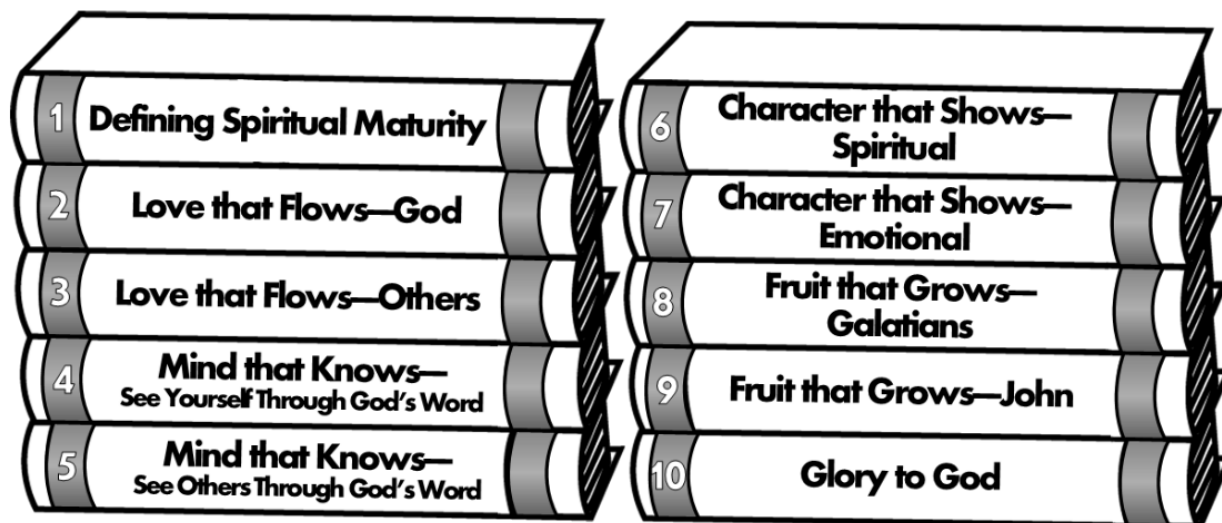 1 Defining Spiritual Maturity
2 Love that Flows—God
3 Love that Flows—Others
4 Mind that Knows—
See Yourself Through God's Word
5 Mind that Knows—
See Others Through God's Word
6 Character that Shows—
Spiritual
7 Character that Shows—
Emotional
8 Fruit that Grows—
Galatians
9 Fruit that Grows—John
10 Glory to God